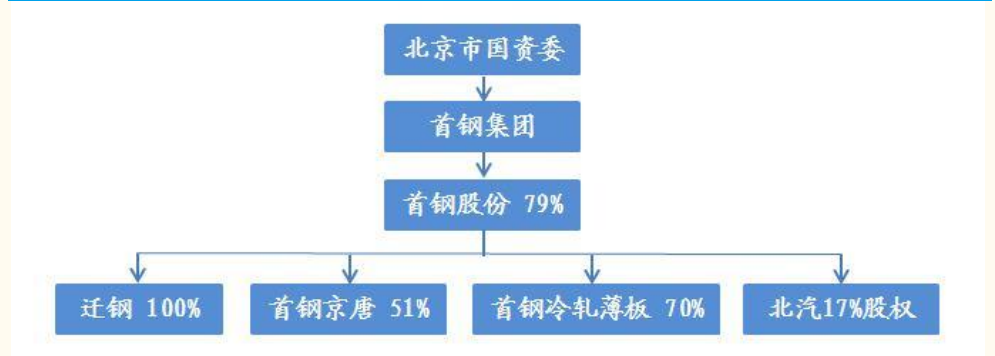 北京市国资委
首钢集团
首钢股份 79%
迁钢 100%
首钢京唐 51%
首钢冷轧薄板 70%
北汽17%股权